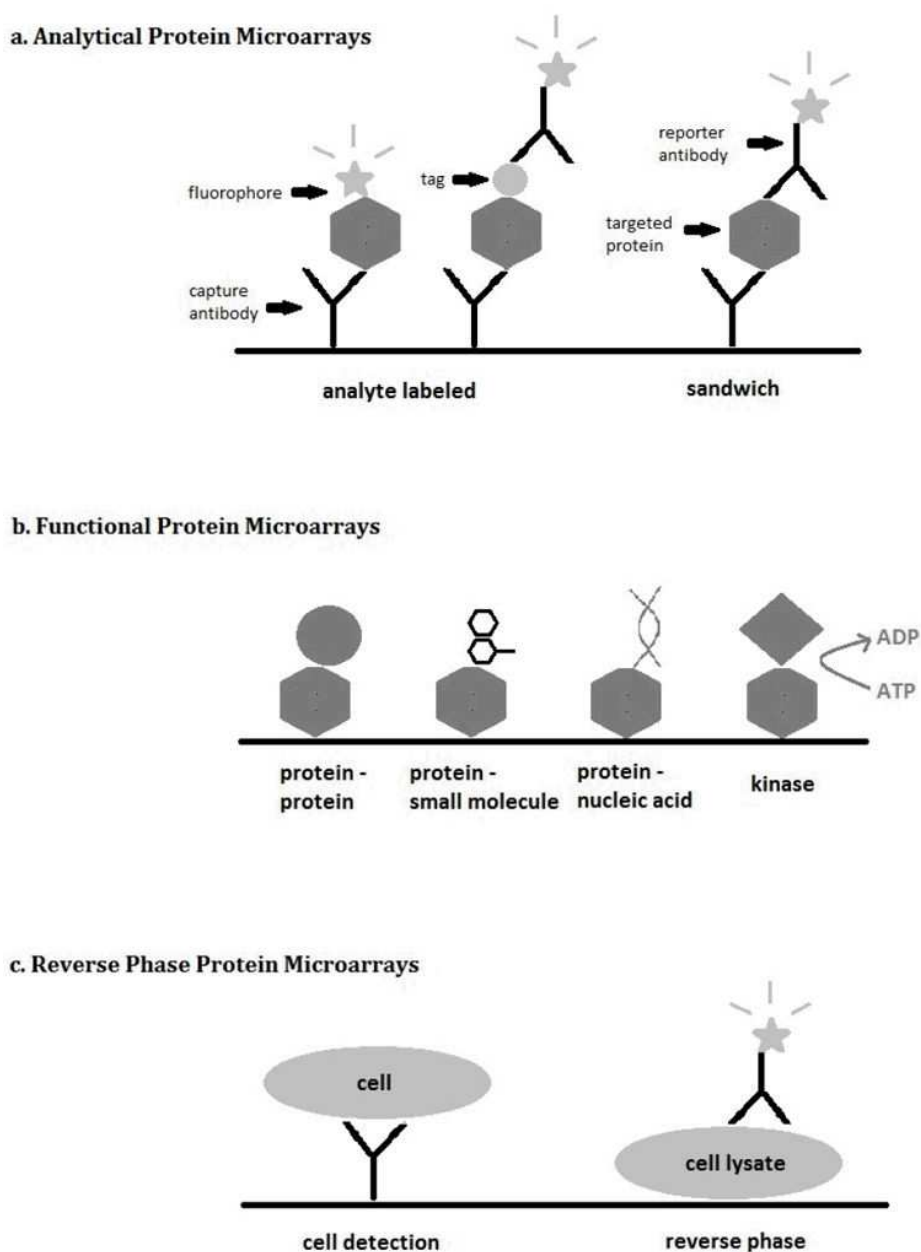 a. Analytical Protein Microarrays
fluorophore
tag
reporter
antibody
targeted
protein
capture
antibody
analyte labeled
sandwich
b. Functional Protein Microarrays
ADP
ATP
protein -
protein
protein -
small molecule
protein -
nucleic acid
kinase
c. Reverse Phase Protein Microarrays
cell
cell lysate
cell detection
reverse phase